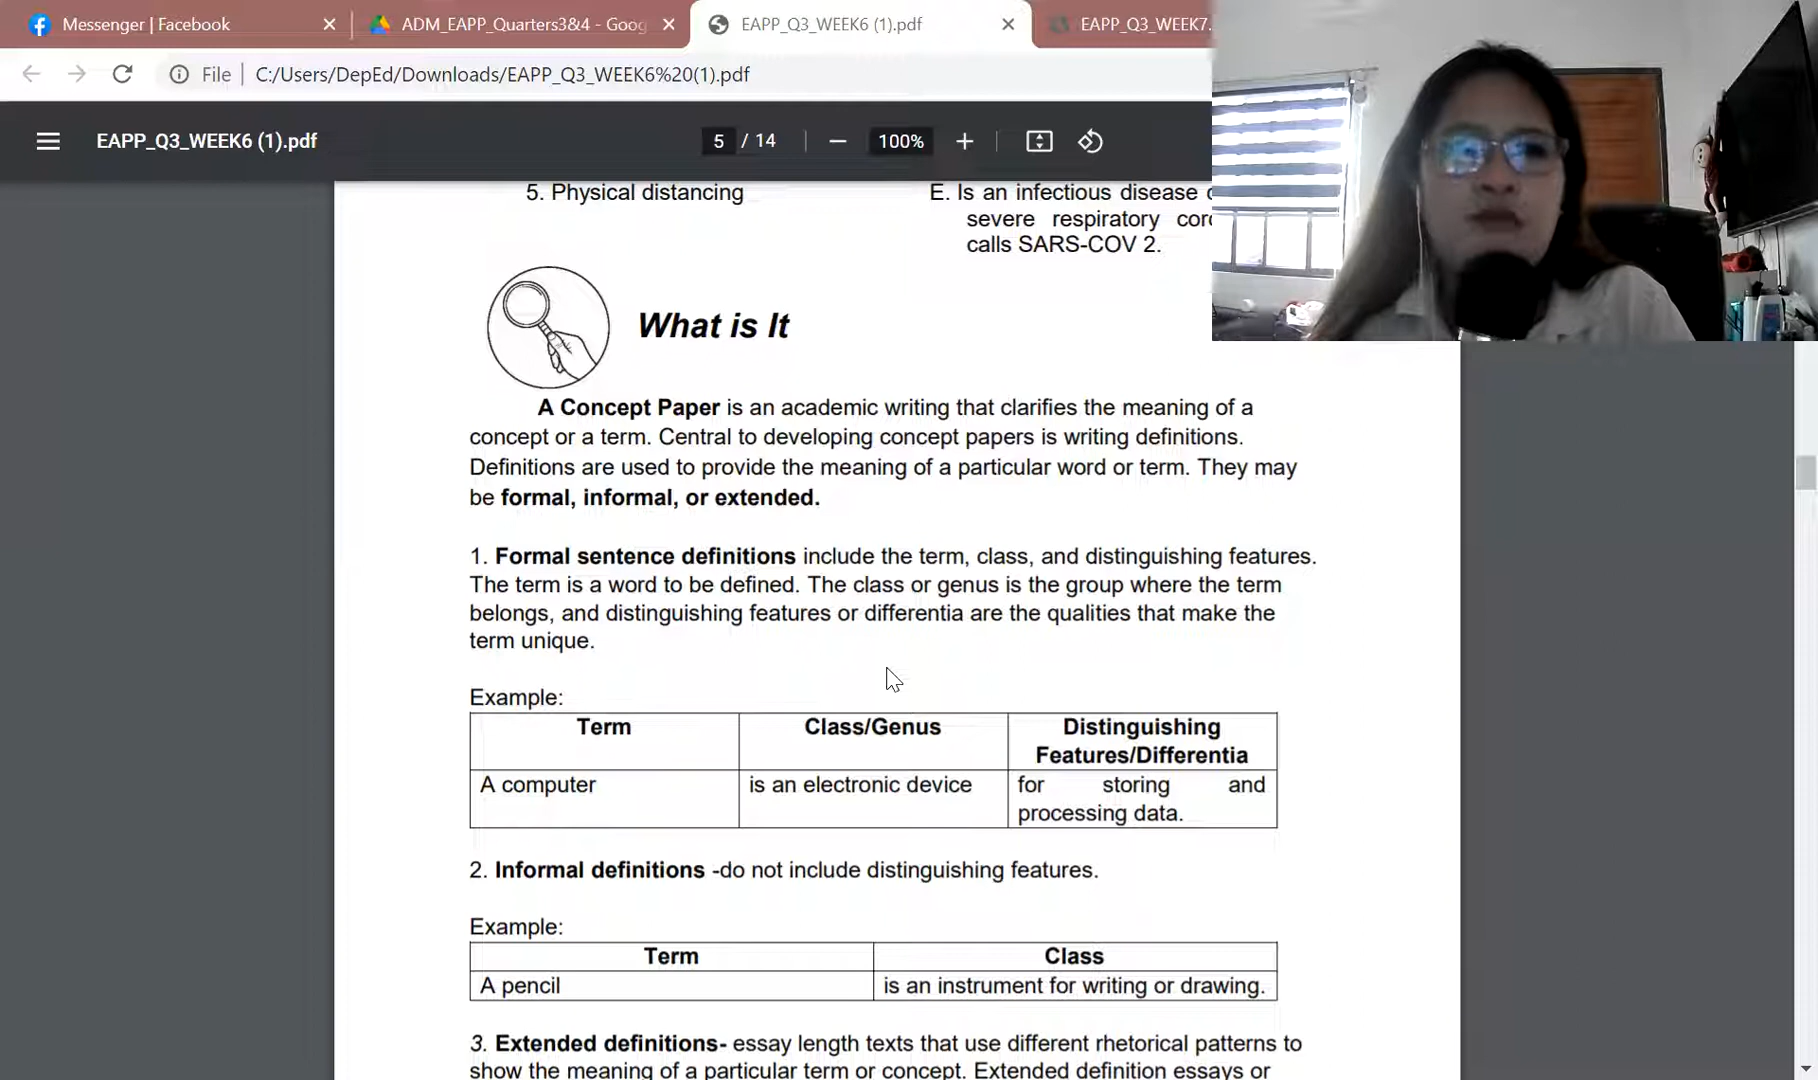 Messenger | Facebook
ADM_EAPP_Quarters3&4 - Goog
EAPP_Q3_WEEK6 (1).pdf
EAPP_Q3_WEEK7.
File
C:/Users/DepEd/Downloads/EAPP_Q3_WEEK6%20(1).pdf
EAPP_Q3_WEEK6 (1).pdf
5 / 14
100%
5. Physical distancing
E. Is an infectious disease
severe respiratory
calls SARS-COV 2.
What is It
A Concept Paper is an academic writing that clarifies the meaning of a
concept or a term. Central to developing concept papers is writing definitions.
Definitions are used to provide the meaning of a particular word or term. They may
be formal, informal, or extended.
1. Formal sentence definitions include the term, class, and distinguishing features.
The term is a word to be defined. The class or genus is the group where the term
belongs, and distinguishing features or differentia are the qualities that make the
term unique.
Example:
Term
Class/Genus
Distinguishing
Features/Differentia
A computer
is an electronic device
for storing and
processing data.
2. Informal definitions -do not include distinguishing features.
Example:
Term
Class
A pencil
is an instrument for writing or drawing.
3. Extended definitions- essay length texts that use different rhetorical patterns to
show the meaning of a particular term or concept. Extended definition essays or